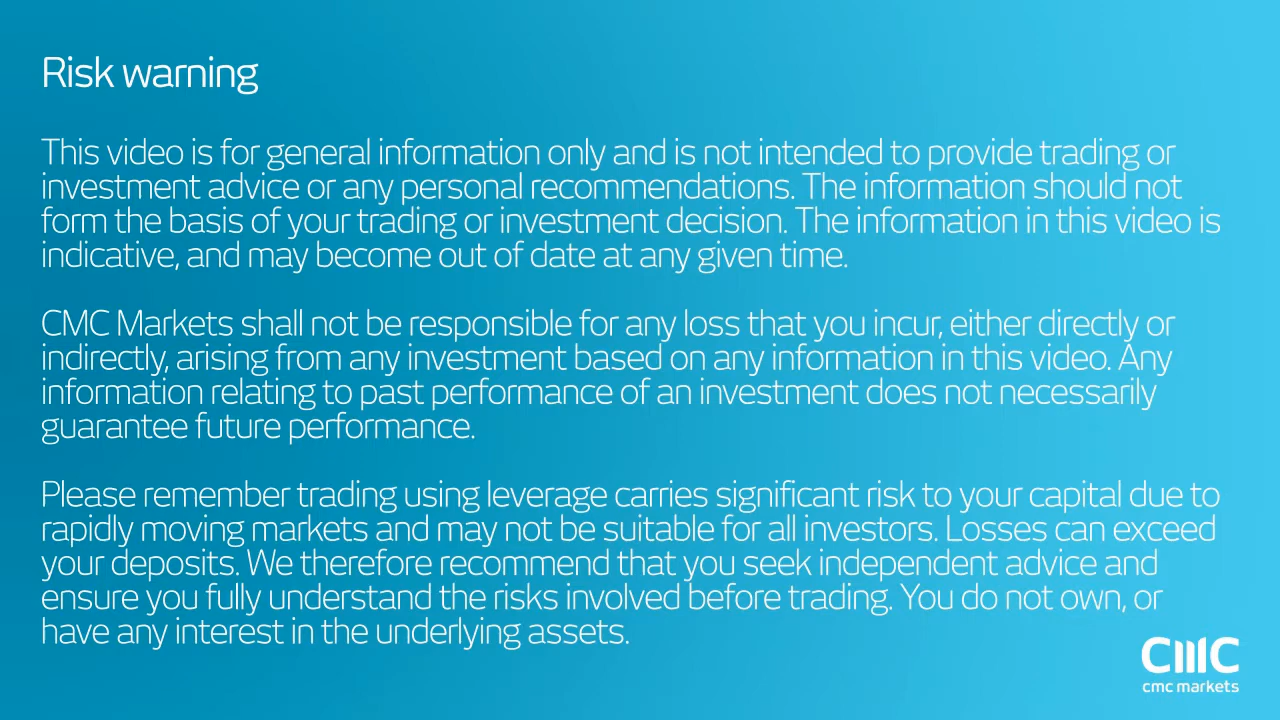 Risk warning
This video is for general information only and is not intended to provide trading or
investment advice or any personal recommendations. The information should not
form the basis of your trading or investment decision. The information in this video is
indicative, and may become out of date at any given time.
CMC Markets shall not be responsible for any loss that you incur, either directly or
indirectly, arising from any investment based on any information in this video. Any
information relating to past performance of an investment does not necessarily
guarantee future performance.
Please remember trading using leverage carries significant risk to your capital due to
rapidly moving markets and may not be suitable for all investors. Losses can exceed
your deposits. We therefore recommend that you seek independent advice and
ensure you fully understand the risks involved before trading. You do not own, or
have any interest in the underlying assets.
cmc
cmc markets